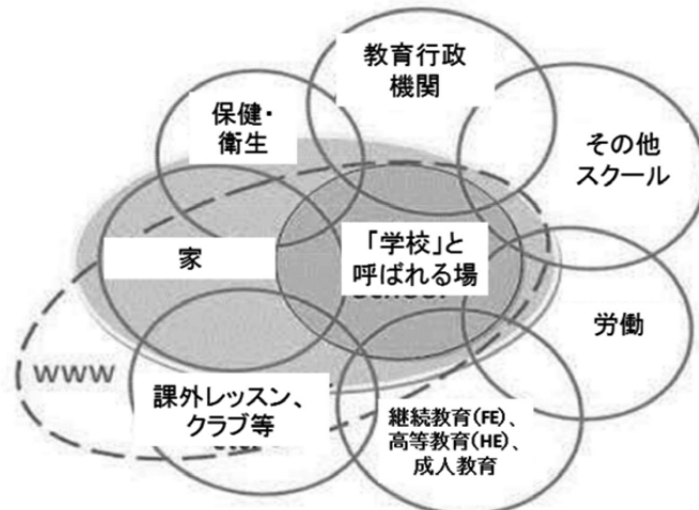 教育行政
機関
保健・
衛生
その他
スクール
家
「学校」と
呼ばれる場
労働
www
課外レッスン、
クラブ等
継続教育(FE)、
高等教育(HE)、
成人教育